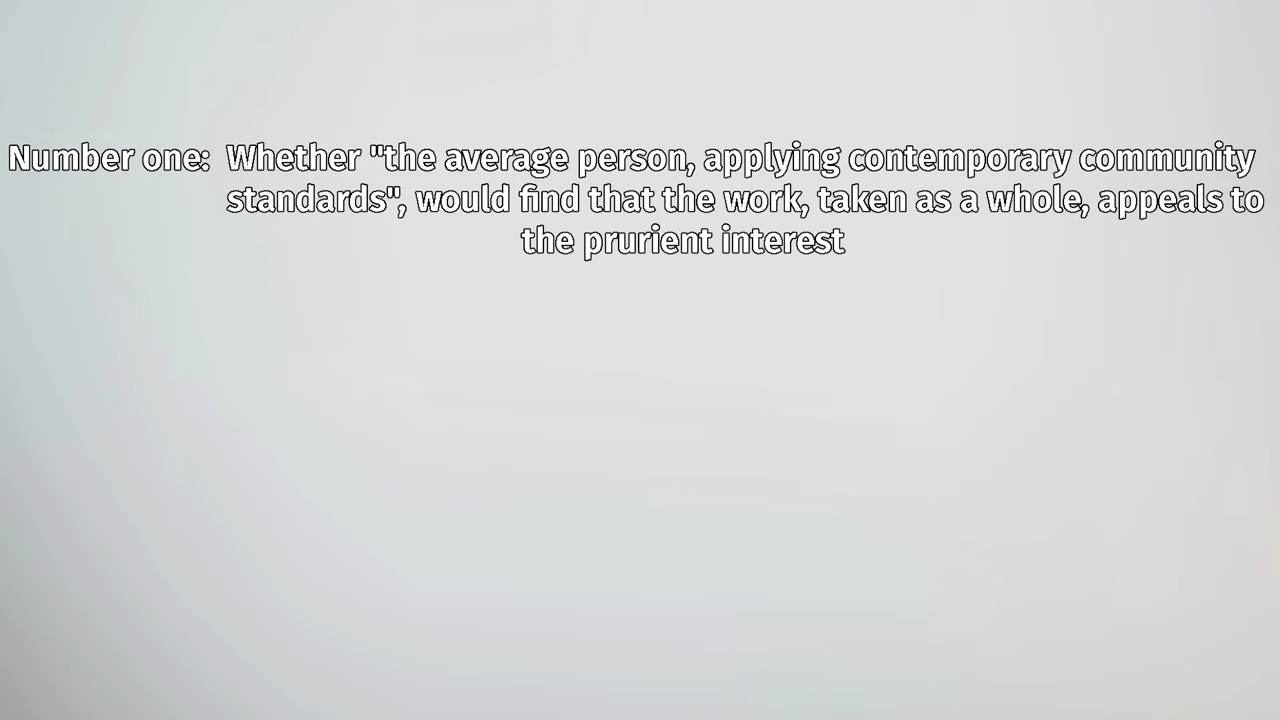 Number one: Whether "the average person, applying contemporary community
standards", would find that the work, taken as a whole, appeals to
the prurient interest